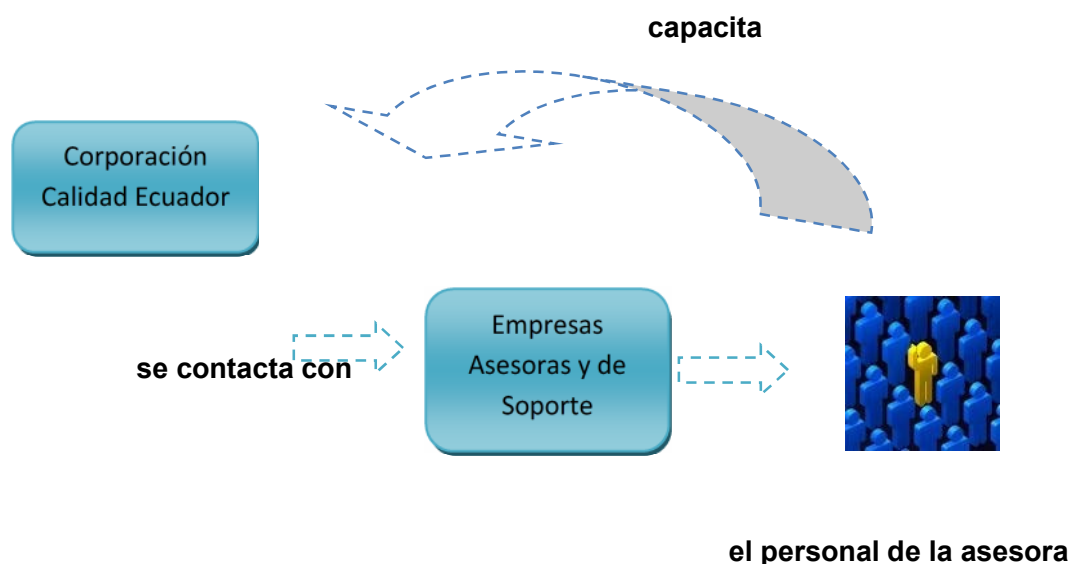 capacita
Corporación
Calidad Ecuador
Empresas
Asesoras y de
Soporte
se contacta con
el personal de la asesora